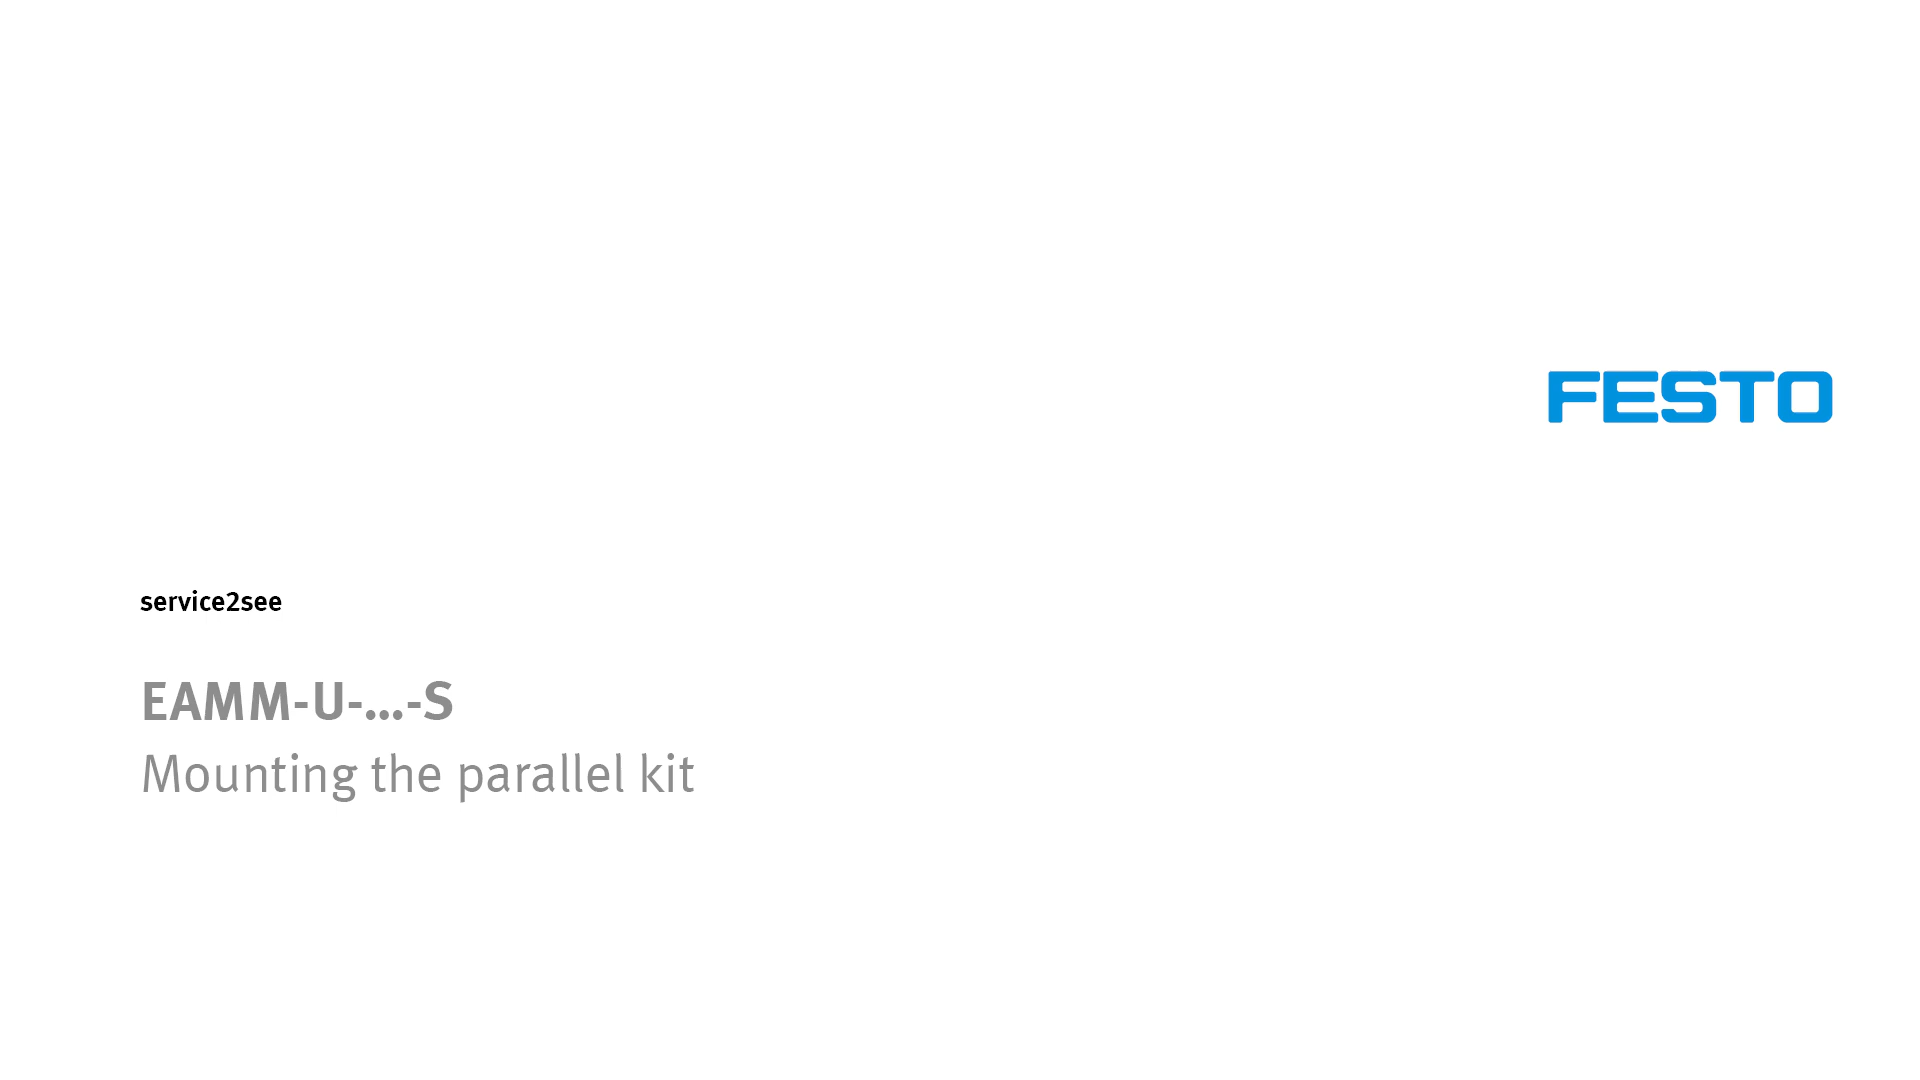 FESTO
service2see
EAMM-U-...-S
Mounting the parallel kit